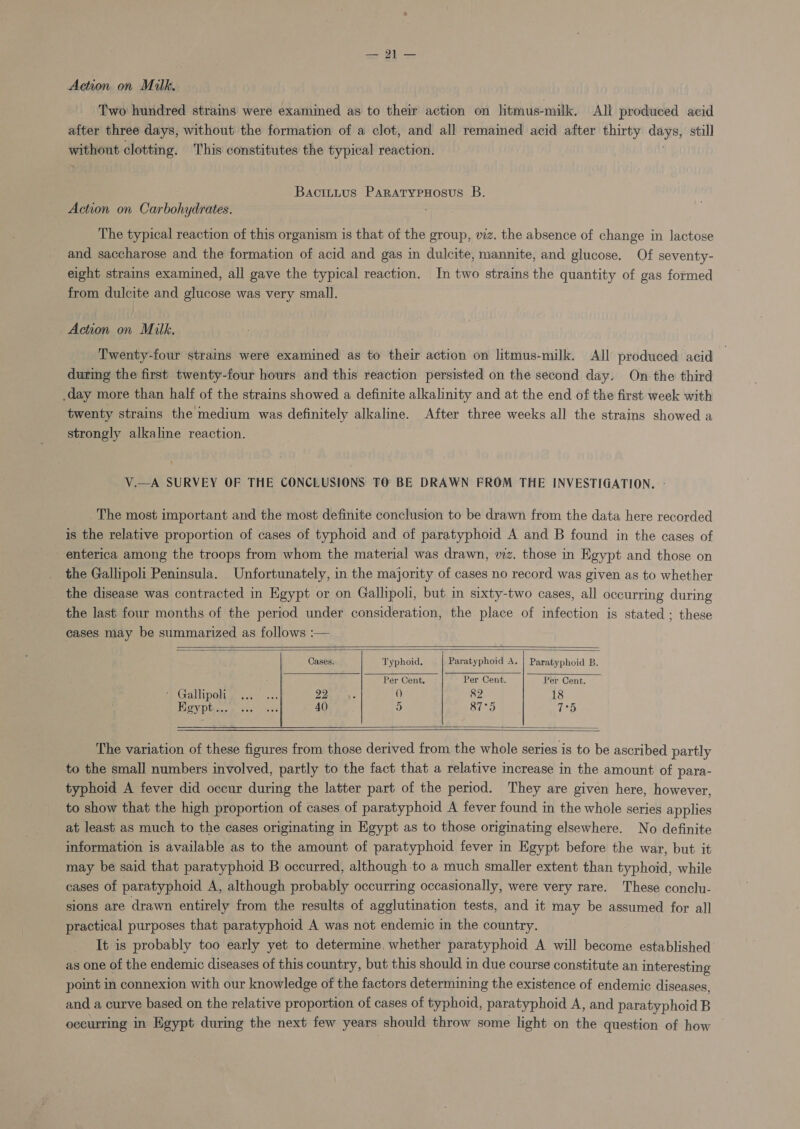 — 21 —
Action on Milk.
Two hundred strains were examined as to their action on litmus-milk. All produced acid
after three days, without the formation of a clot, and all remained acid after thirty days, still
without clotting. This constitutes the typical reaction.
Bacillus Paratyphosus B.
Action on Carbohydrates.
The typical reaction of this organism is that of the group, viz. the absence of change in lactose
and saccharose and the formation of acid and gas in dulcite, mannite, and glucose. Of seventy-
eight strains examined, all gave the typical reaction. In two strains the quantity of gas formed
from dulcite and glucose was very small.
Action on Milk.
Twenty-four strains were examined as to their action on litmus-milk. All produced acid
during the first twenty-four hours and this reaction persisted on the second day. On the third
day more than half of the strains showed a definite alkalinity and at the end of the first week with
twenty strains the medium was definitely alkaline. After three weeks all the strains showed a
strongly alkaline reaction.
V.—A SURVEY OF THE CONCLUSIONS TO BE DRAWN FROM THE INVESTIGATION.
The most important and the most definite conclusion to be drawn from the data here recorded
is the relative proportion of cases of typhoid and of paratyphoid A and B found in the cases of
enterica among the troops from whom the material was drawn, viz. those in Egypt and those on
the Gallipoli Peninsula. Unfortunately, in the majority of cases no record was given as to whether
the disease was contracted in Egypt or on Gallipoli, but in sixty-two cases, all occurring during
the last four months of the period under consideration, the place of infection is stated; these
cases may be summarized as follows :—
Cases. Typhoid. Paratyphoid A. Paratyphoid B.
Per Cent. Per Cent. Per Cent.
Gallipoli ... ... 22 0 82 18
Egypt... ... ... 40 5 87·5 7·5
The variation of these figures from those derived from the whole series is to be ascribed partly
to the small numbers involved, partly to the fact that a relative increase in the amount of para-
typhoid A fever did occur during the latter part of the period. They are given here, however,
to show that the high proportion of cases of paratyphoid A fever found in the whole series applies
at least as much to the cases originating in Egypt as to those originating elsewhere. No definite
information is available as to the amount of paratyphoid fever in Egypt before the war, but it
may be said that paratyphoid B occurred, although to a much smaller extent than typhoid, while
cases of paratyphoid A, although probably occurring occasionally, were very rare. These conclu-
sions are drawn entirely from the results of agglutination tests, and it may be assumed for all
practical purposes that paratyphoid A was not endemic in the country.
It is probably too early yet to determine whether paratyphoid A will become established
as one of the endemic diseases of this country, but this should in due course constitute an interesting
point in connexion with our knowledge of the factors determining the existence of endemic diseases,
and a curve based on the relative proportion of cases of typhoid, paratyphoid A, and paratyphoid B
occurring in Egypt during the next few years should throw some light on the question of how